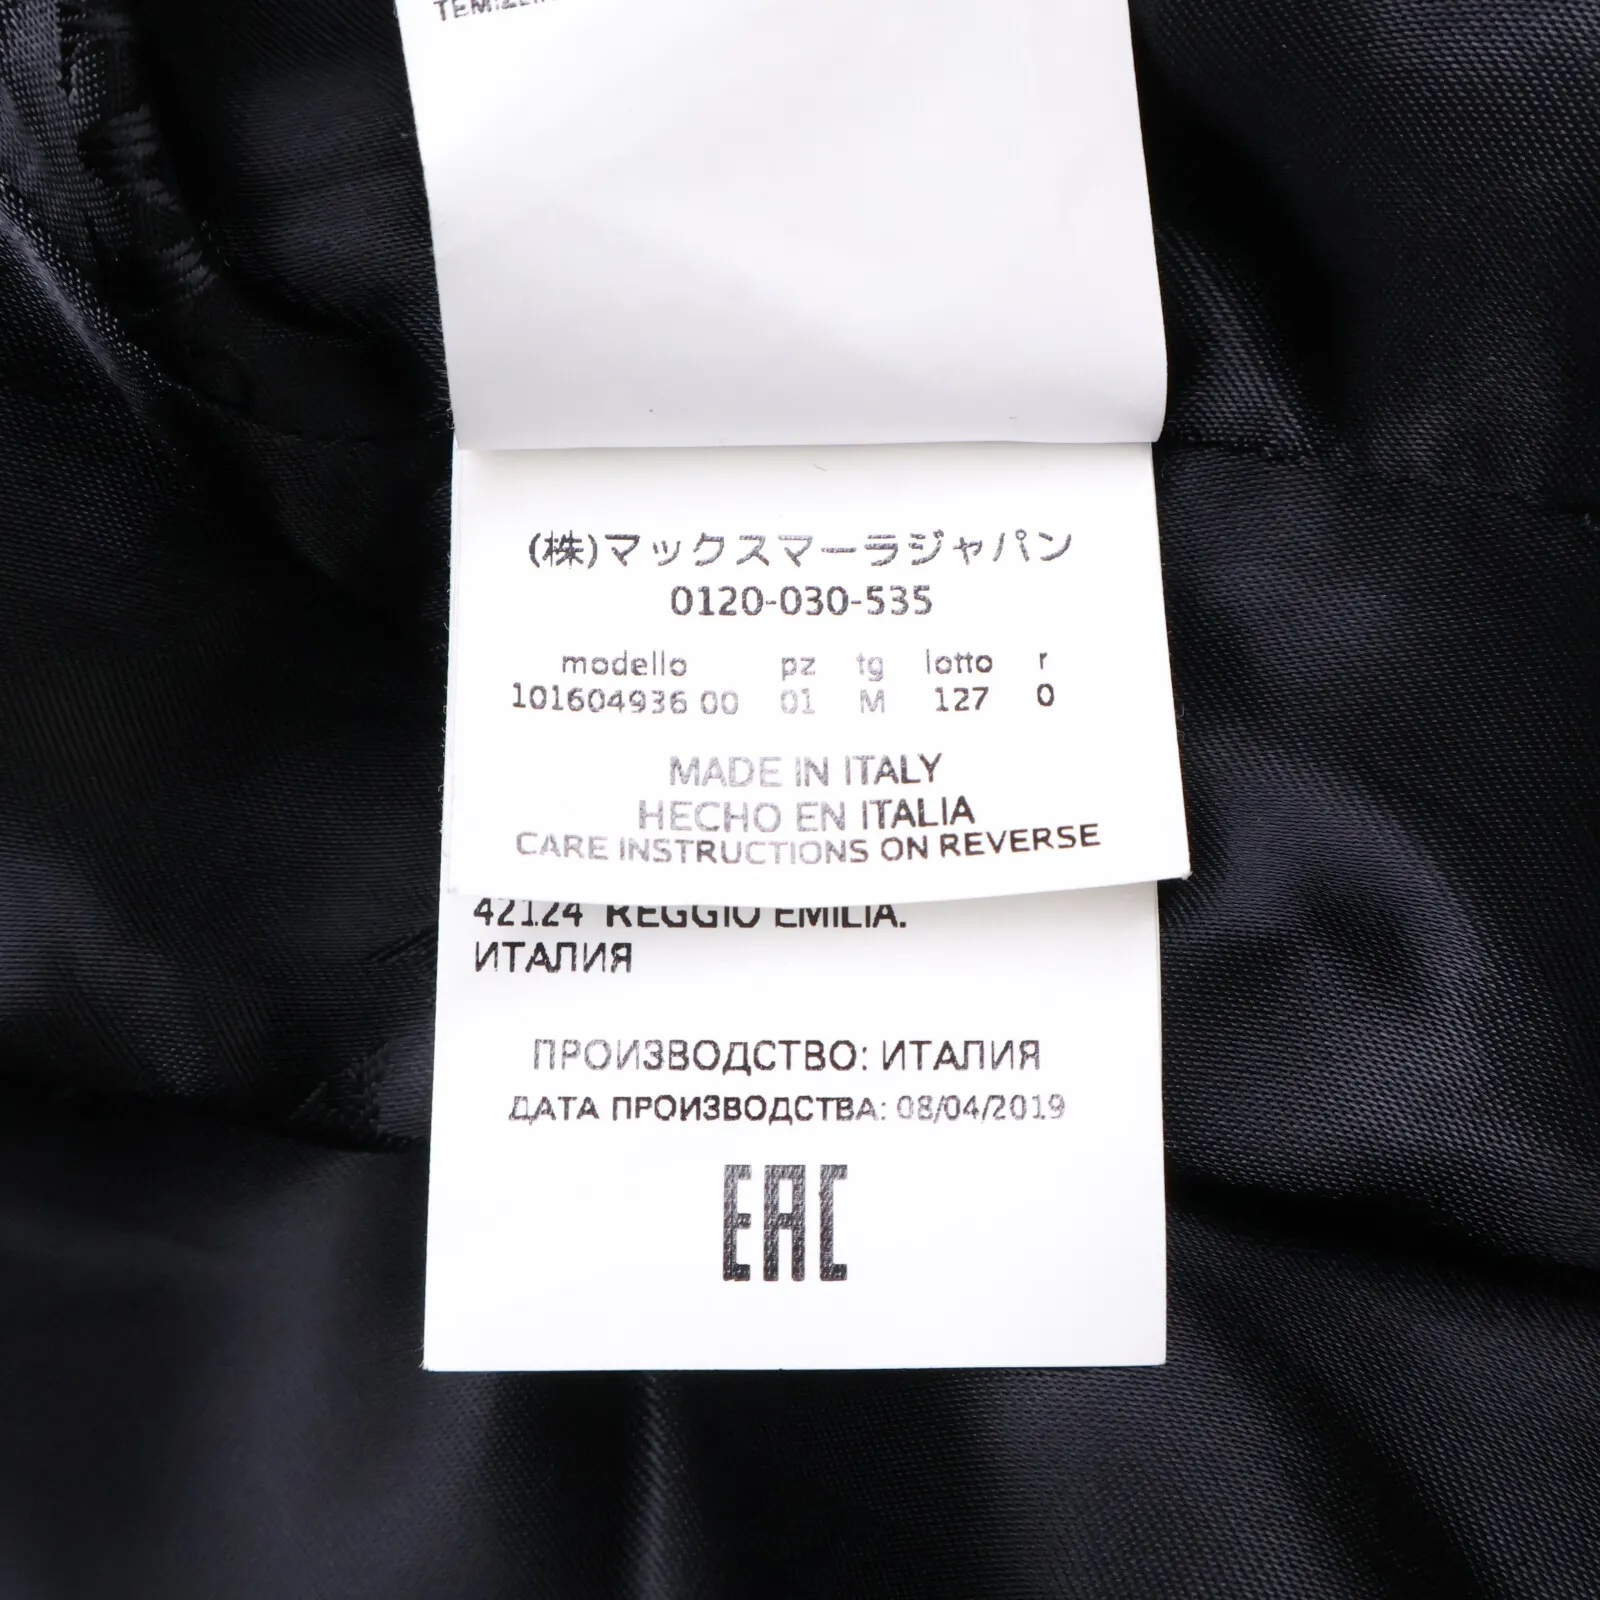 (株)マックスマーラジャパン
0120-030-535
modello pz tg lotto r
101604936 00 01 M 127 0
MADE IN ITALY
HECHO EN ITALIA
CARE INSTRUCTIONS ON REVERSE
42124 REGGIO EMILIA.
ИТАЛИЯ
ПРОИЗВОДСТВО: ИТАЛИЯ
ДАТА ПРОИЗВОДСТВА: 08/04/2019
EAC